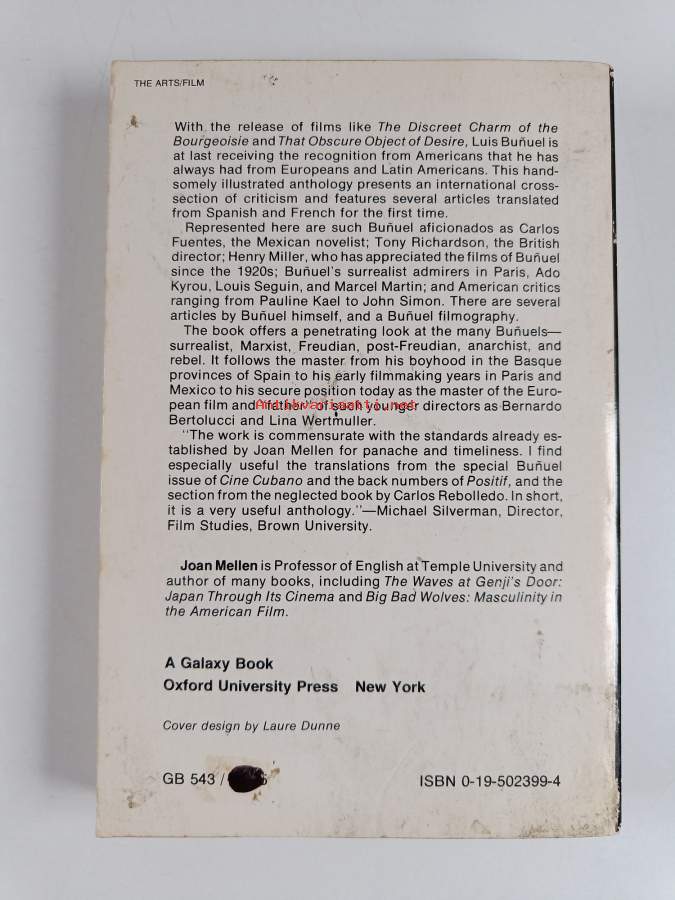 THE ARTS/FILM
With the release of films like The Discreet Charm of the
Bourgeoisie and That Obscure Object of Desire, Luis Buñuel is
at last receiving the recognition from Americans that he has
always had from Europeans and Latin Americans. This hand-
somely illustrated anthology presents an international cross-
section of criticism and features several articles translated
from Spanish and French for the first time.
Represented here are such Buñuel aficionados as Carlos
Fuentes, the Mexican novelist; Tony Richardson, the British
director; Henry Miller, who has appreciated the films of Buñuel
since the 1920s; Buñuel's surrealist admirers in Paris, Ado
Kyrou, Louis Seguin, and Marcel Martin; and American critics
ranging from Pauline Kael to John Simon. There are several
articles by Buñuel himself, and a Buñuel filmography.
The book offers a penetrating look at the many Buñuels—
surrealist, Marxist, Freudian, post-Freudian, anarchist, and
rebel. It follows the master from his boyhood in the Basque
provinces of Spain to his early filmmaking years in Paris and
Mexico to his secure position today as the master of the Euro-
pean film and "father" of such younger directors as Bernardo
Antikvariaatti.net
Bertolucci and Lina Wertmuller.
"The work is commensurate with the standards already es-
tablished by Joan Mellen for panache and timeliness. I find
especially useful the translations from the special Buñuel
issue of Cine Cubano and the back numbers of Positif, and the
section from the neglected book by Carlos Rebolledo. In short,
it is a very useful anthology."—Michael Silverman, Director,
Film Studies, Brown University.
Joan Mellen is Professor of English at Temple University and
author of many books, including The Waves at Genji's Door:
Japan Through Its Cinema and Big Bad Wolves: Masculinity in
the American Film.
A Galaxy Book
Oxford University Press New York
Cover design by Laure Dunne
GB 543 /
ISBN 0-19-502399-4